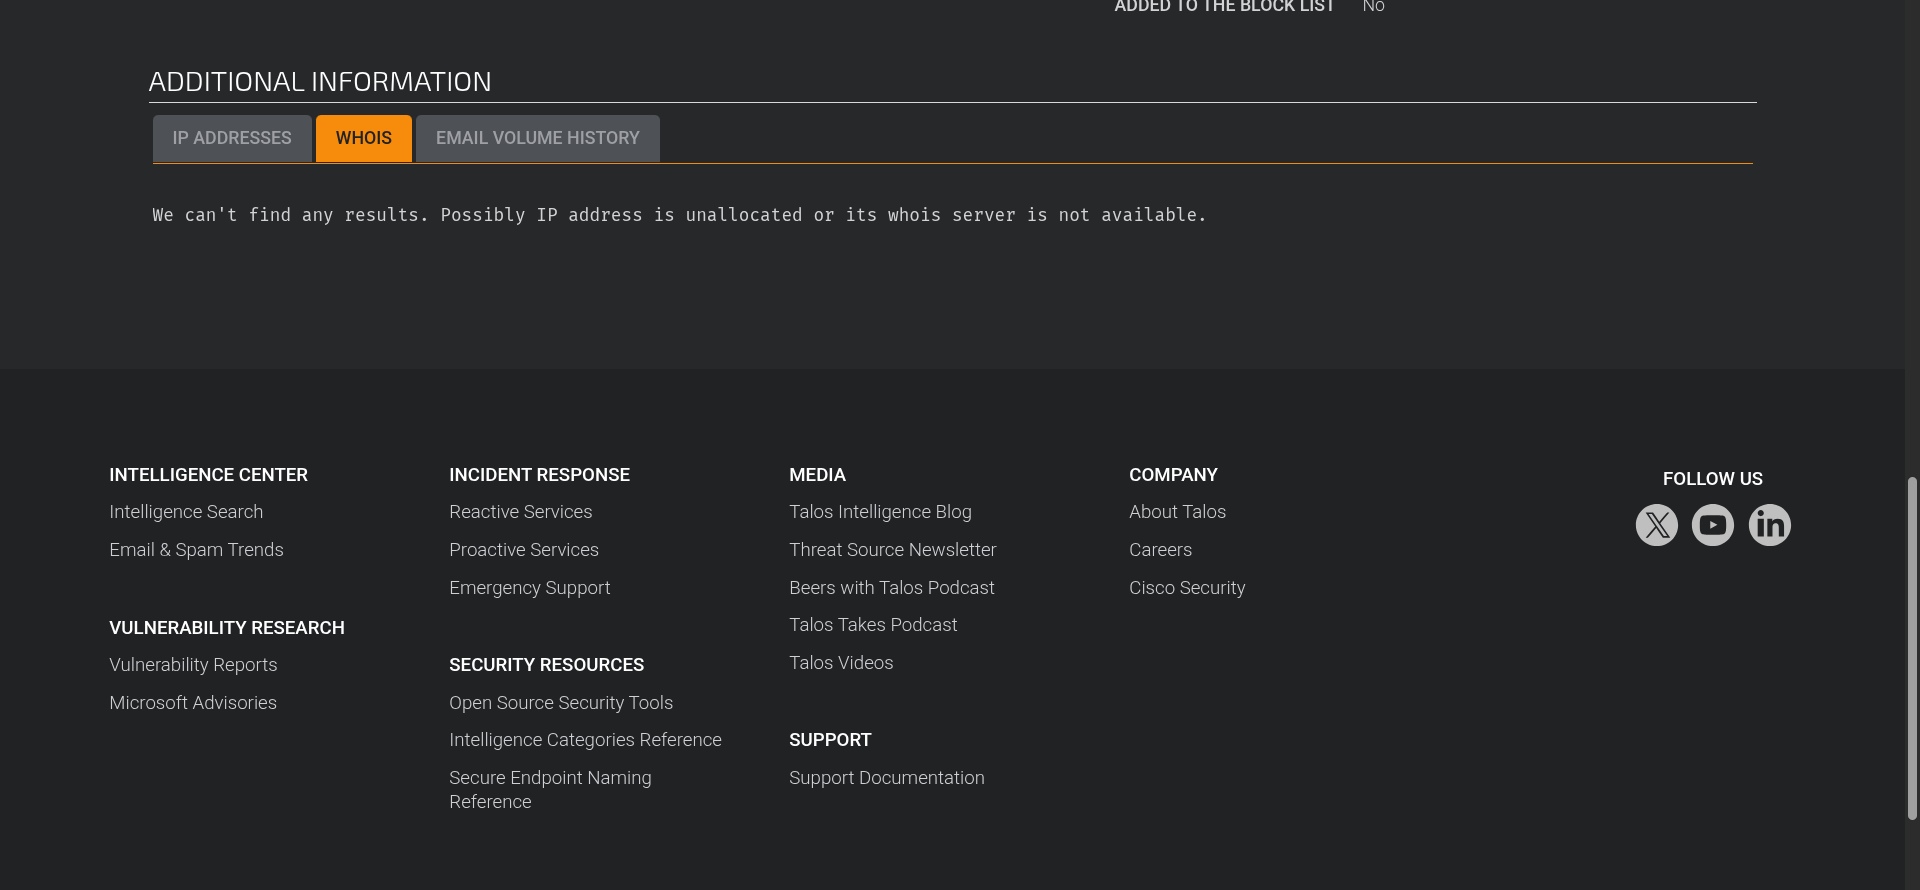 ADDED TO THE BLOCK LIST No
ADDITIONAL INFORMATION
IP ADDRESSES WHOIS EMAIL VOLUME HISTORY
We can't find any results. Possibly IP address is unallocated or its whois server is not available.
INTELLIGENCE CENTER
Intelligence Search
Email & Spam Trends
VULNERABILITY RESEARCH
Vulnerability Reports
Microsoft Advisories
INCIDENT RESPONSE
Reactive Services
Proactive Services
Emergency Support
SECURITY RESOURCES
Open Source Security Tools
Intelligence Categories Reference
Secure Endpoint Naming
Reference
MEDIA
Talos Intelligence Blog
Threat Source Newsletter
Beers with Talos Podcast
Talos Takes Podcast
Talos Videos
SUPPORT
Support Documentation
COMPANY
About Talos
Careers
Cisco Security
FOLLOW US